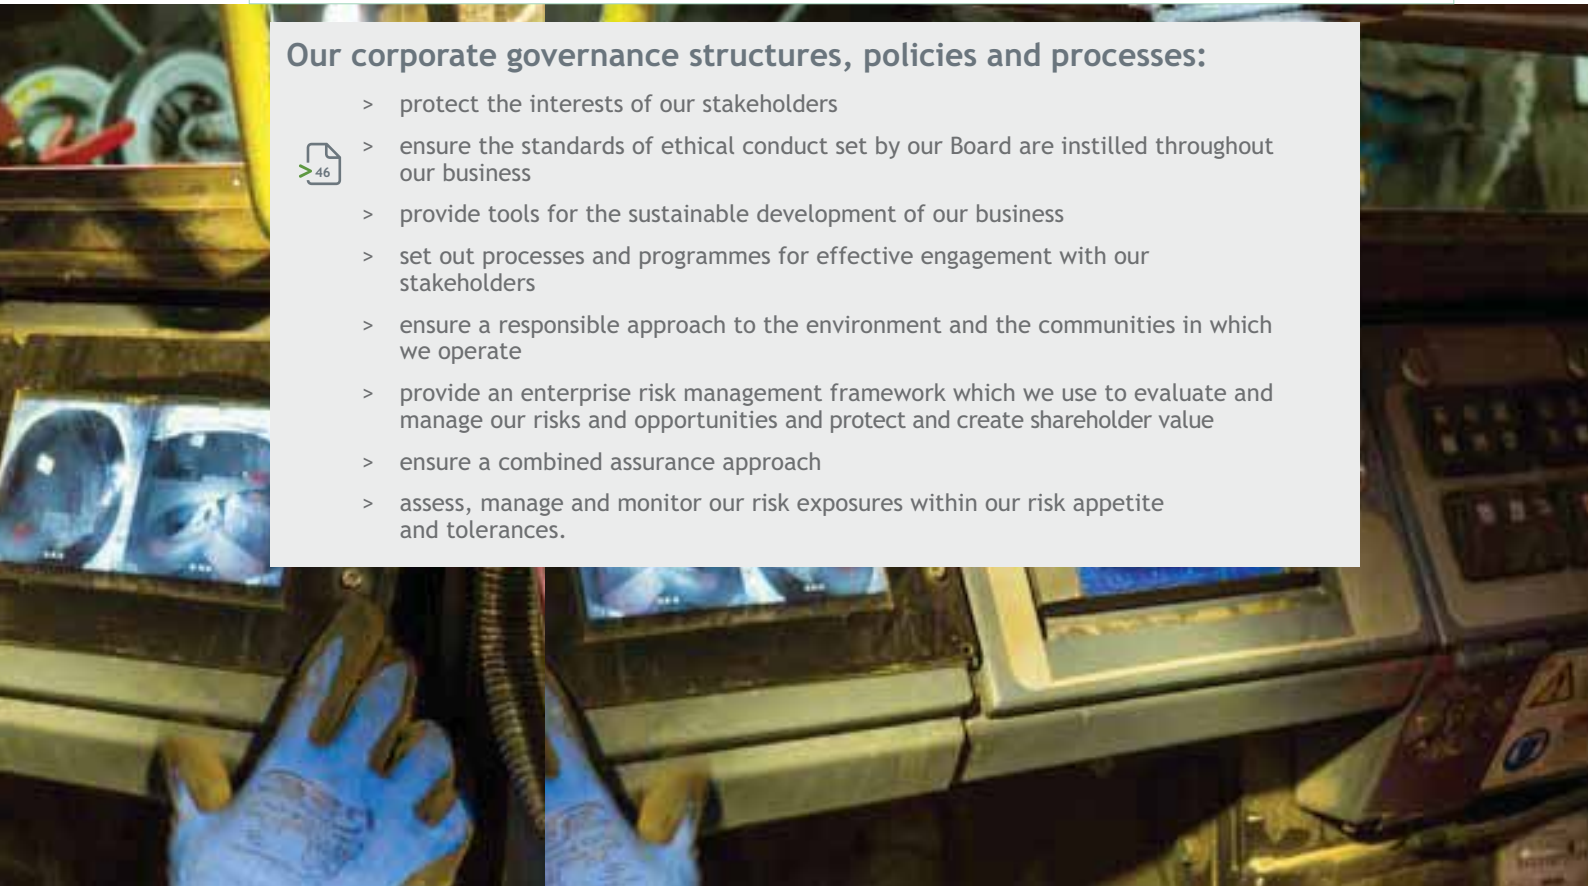 Our corporate governance structures, policies and processes:
> protect the interests of our stakeholders
> ensure the standards of ethical conduct set by our Board are instilled throughout
our business
> 46
> provide tools for the sustainable development of our business
> set out processes and programmes for effective engagement with our
stakeholders
> ensure a responsible approach to the environment and the communities in which
we operate
> provide an enterprise risk management framework which we use to evaluate and
manage our risks and opportunities and protect and create shareholder value
> ensure a combined assurance approach
> assess, manage and monitor our risk exposures within our risk appetite
and tolerances.